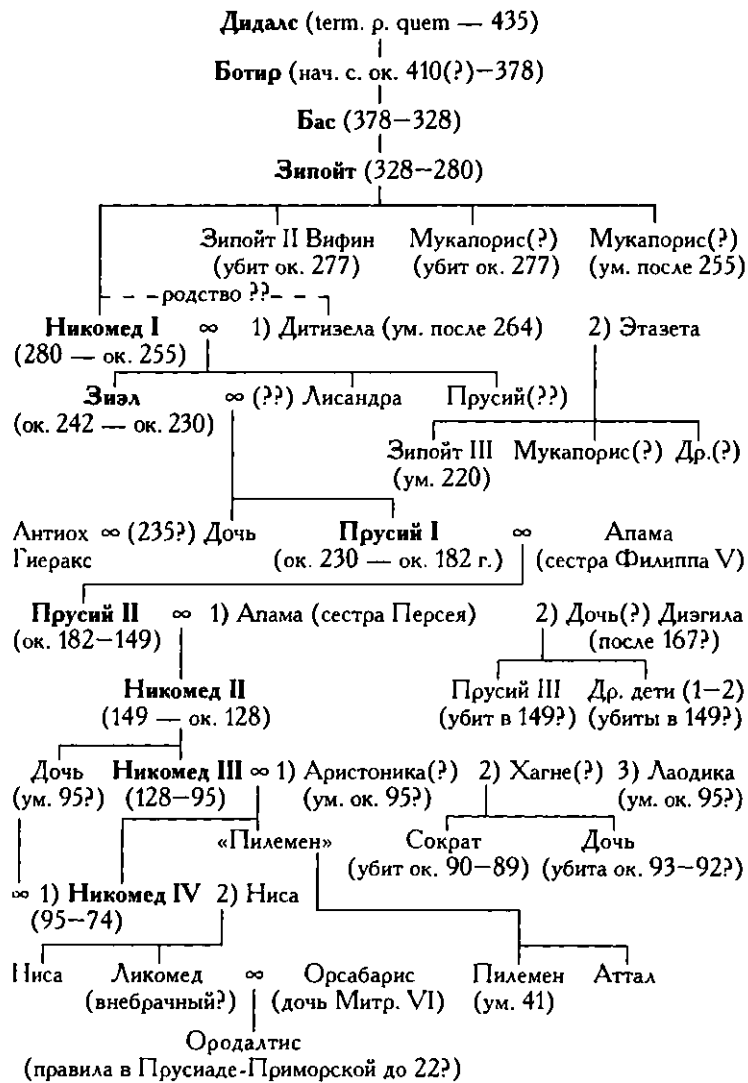 Дидалс (term. p. quem — 435)
Ботир (нач. с. ок. 410(?)—378)
Бас (378—328)
Зипойт (328—280)
Зипойт II Вифин Мукапорис(?) Мукапорис(?)
(убит ок. 277) (убит ок. 277) (ум. после 255)
родство ??
Никомед I ∞ 1) Дитизела (ум. после 264) 2) Этазета
(280 — ок. 255)
Зиэл ∞ (??) Лисандра Прусий(??)
(ок. 242 — ок. 230)
Зипойт III Мукапорис(?) Др.(?)
(ум. 220)
Антиох ∞ (235?) Дочь Прусий I ∞ Апама
Гиеракс (ок. 230 — ок. 182 г.) (сестра Филиппа V)
Прусий II ∞ 1) Апама (сестра Персея) 2) Дочь(?) Диэгила
(ок. 182—149) (после 167?)
Никомед II Прусий III Др. дети (1—2)
(149 — ок. 128) (убит в 149?) (убиты в 149?)
Дочь Никомед III ∞ 1) Аристоника(?) 2) Хагне(?) 3) Лаодика
(ум. 95?) (128—95) (ум. ок. 95?) (ум. ок. 95?)
«Пилемен» Сократ Дочь
(убит ок. 90—89) (убита ок. 93—92?)
∞ 1) Никомед IV 2) Ниса
(95—74)
Ниса Ликомед ∞ Орсабарис Пилемен Аттал
(внебрачный?) (дочь Митр. VI) (ум. 41)
Ородалтис
(правила в Прусиаде-Приморской до 22?)